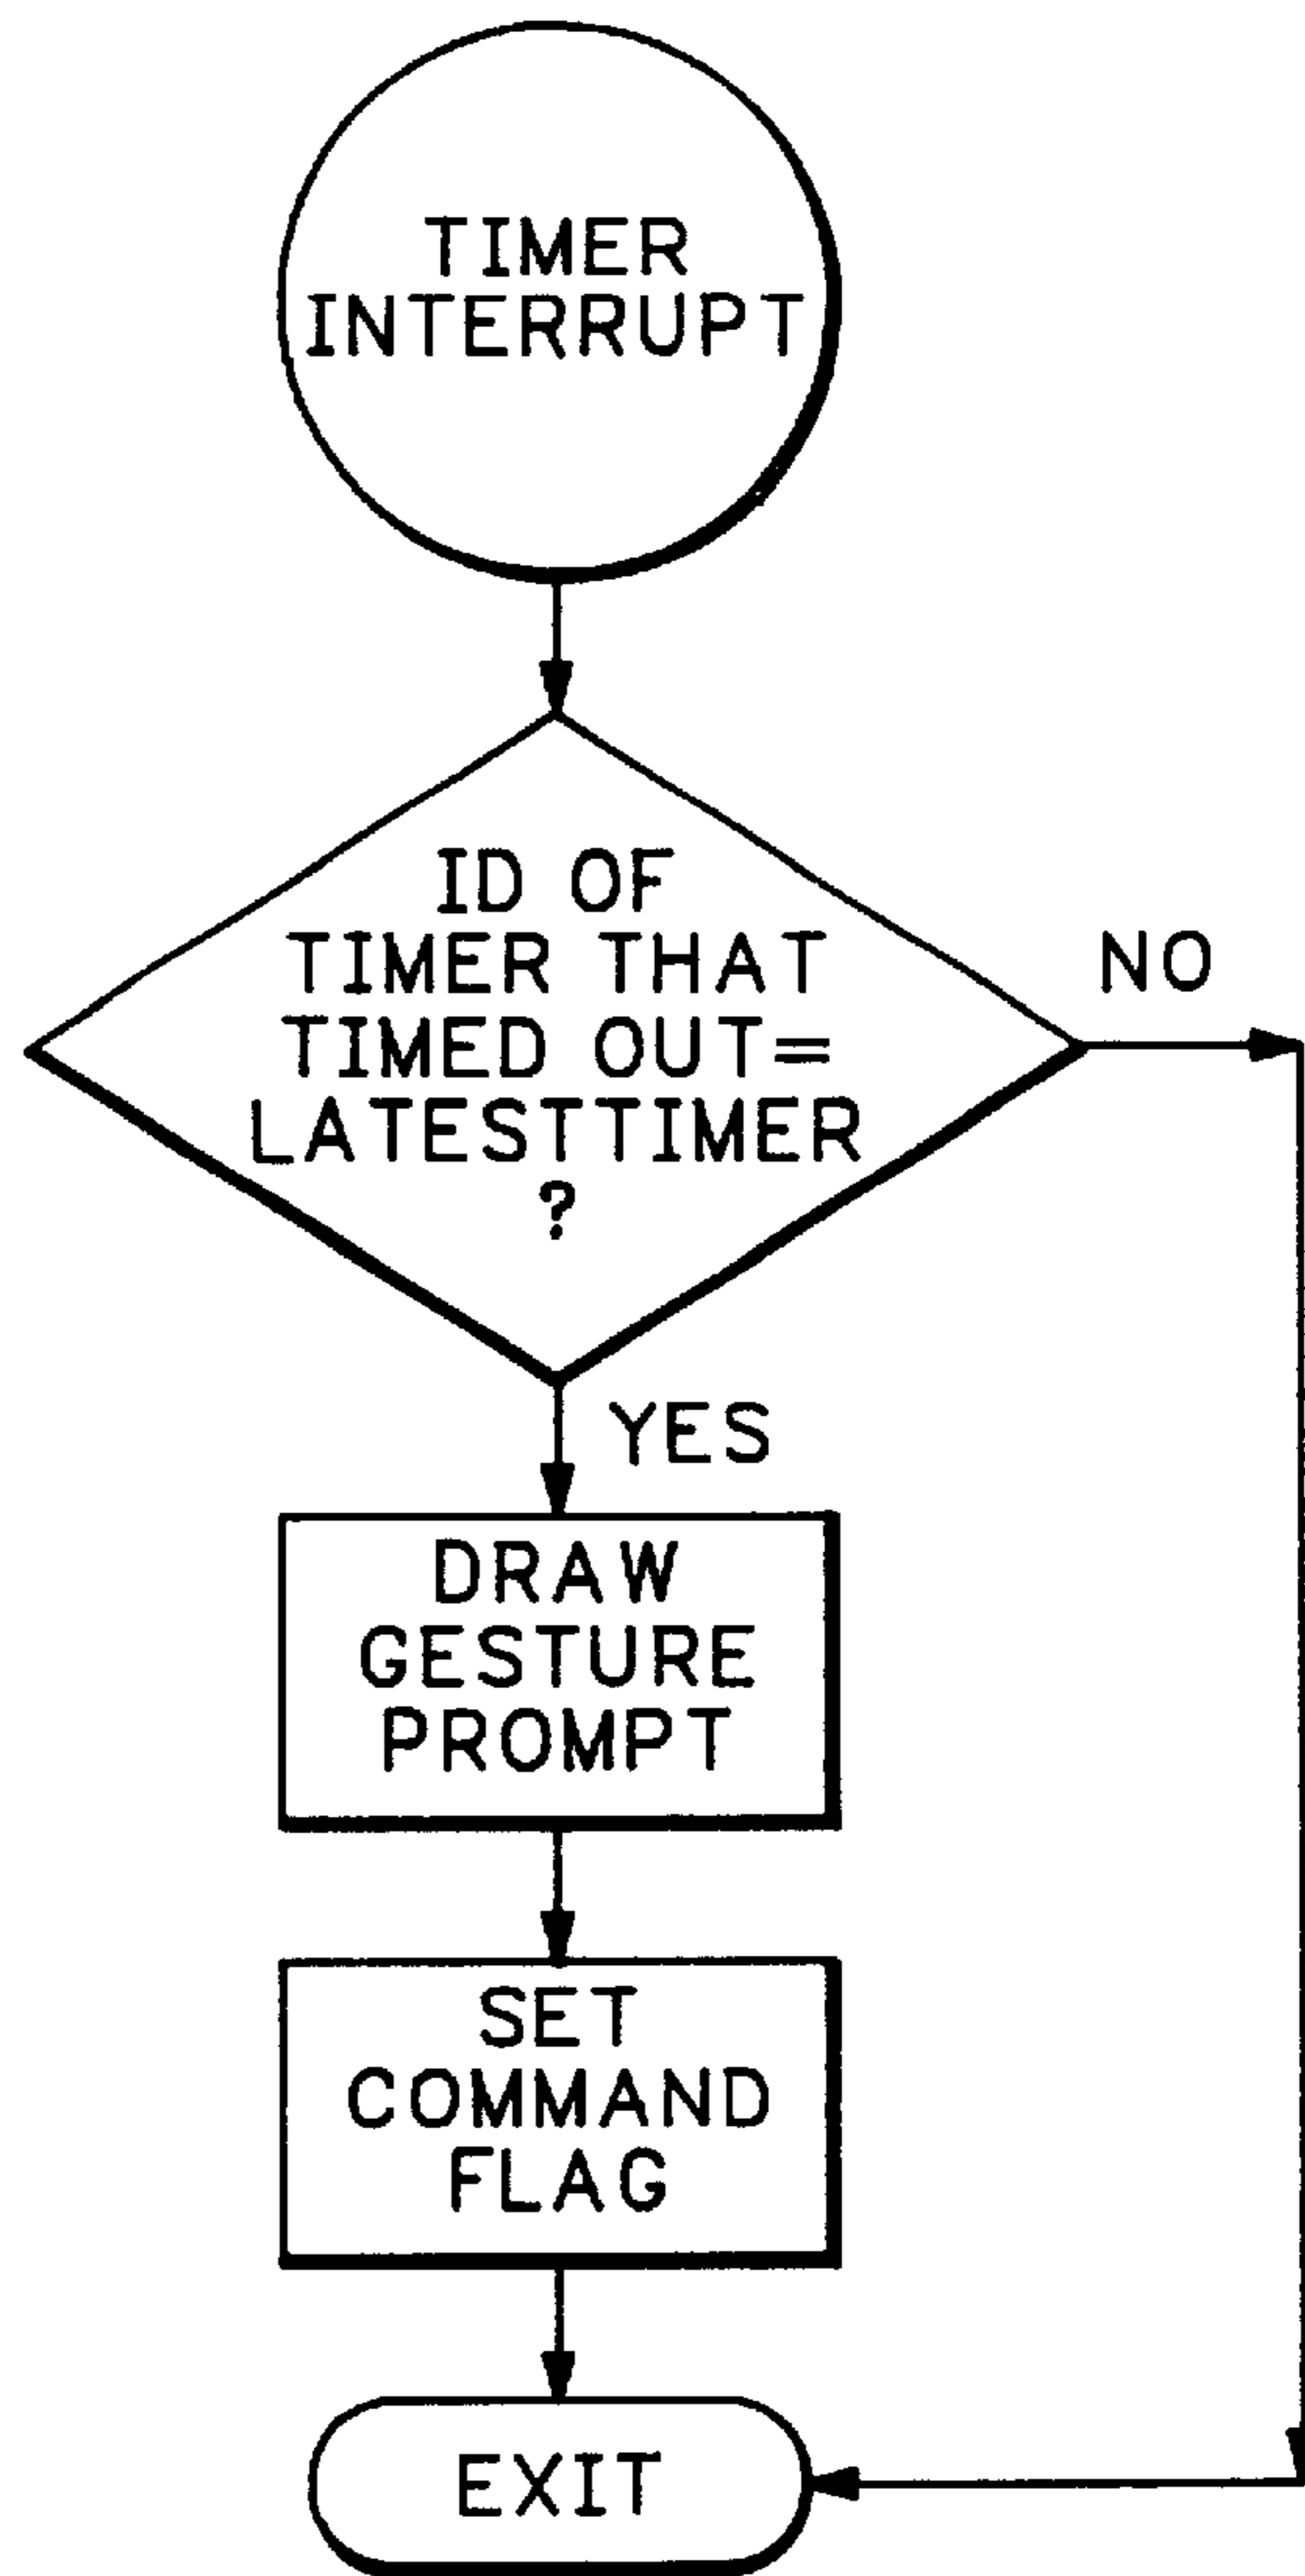 TIMER
INTERRUPT
ID OF
TIMER THAT
TIMED OUT=
LATESTTIMER
?
NO
YES
DRAW
GESTURE
PROMPT
SET
COMMAND
FLAG
EXIT